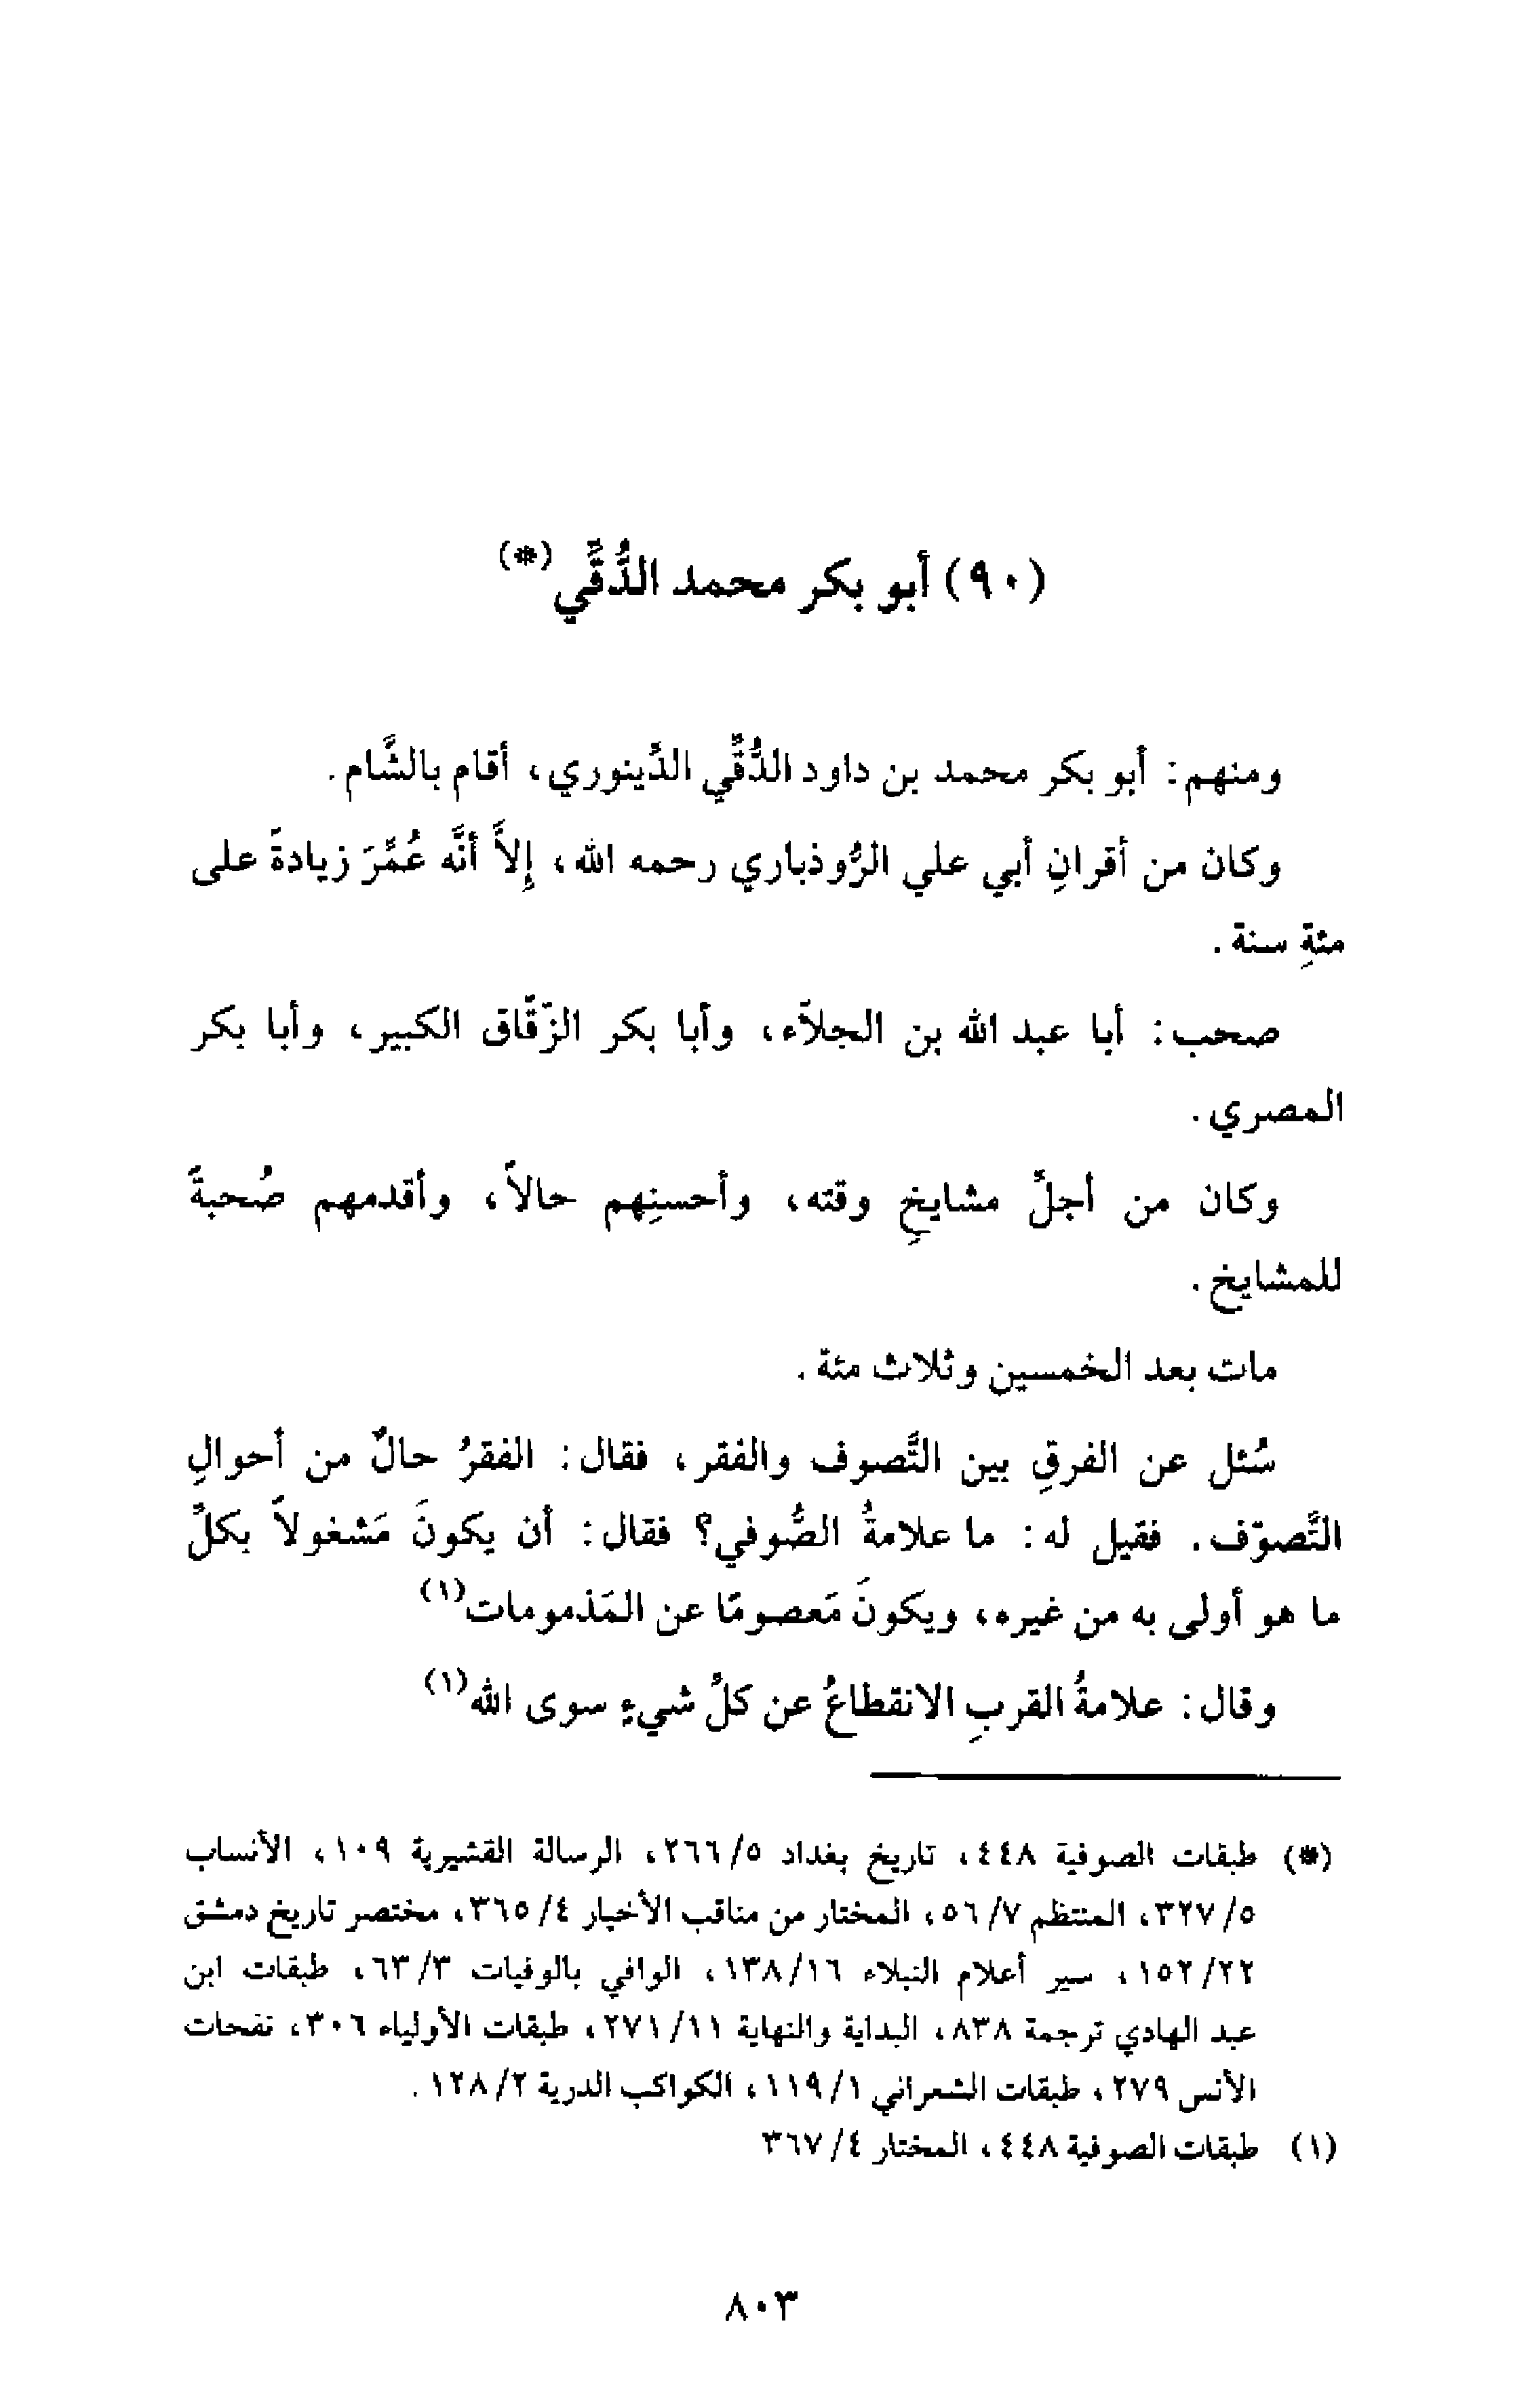 (٩٠) أبو بكر محمد الدُّقِّي(*)
ومنهم: أبو بكر محمد بن داود الدُّقِّي الدِّينوري، أقام بالشَّام.
وكان من أقرانِ أبي علي الرُّوذباري رحمه الله، إلاَّ أنَّه عُمِّرَ زيادةً على
مئةِ سنة.
صحب: أبا عبد الله بن الجلاَّء، وأبا بكر الزَّقَّاق الكبير، وأبا بكر
المصري.
وكان من أجلِّ مشايخِ وقته، وأحسنِهم حالاً، وأقدمهم صُحبةً
للمشايخ.
مات بعد الخمسين وثلاث مئة.
سُئل عن الفرقِ بين التَّصوف والفقر، فقال: الفقرُ حالٌ من أحوالِ
التَّصوّف. فقيل له: ما علامةُ الصُّوفي؟ فقال: أن يكونَ مَشغولاً بكلِّ
ما هو أولى به من غيره، ويكونَ مَعصومًا عن المَذمومات(١)
وقال: علامةُ القربِ الانقطاعُ عن كلِّ شيءٍ سوى الله(١)
(*) طبقات الصوفية ٤٤٨، تاريخ بغداد ٥/٢٦٦، الرسالة القشيرية ١٠٩، الأنساب
٥/٣٢٧، المنتظم ٧/٥٦، المختار من مناقب الأخيار ٤/٣٦٥، مختصر تاريخ دمشق
٢٢/١٥٢، سير أعلام النبلاء ١٦/١٣٨، الوافي بالوفيات ٣/٦٣، طبقات ابن
عبد الهادي ترجمة ٨٣٨، البداية والنهاية ١١/٢٧١، طبقات الأولياء ٣٠٦، نفحات
الأنس ٢٧٩، طبقات الشعراني ١/١١٩، الكواكب الدرية ٢/١٢٨.
(١) طبقات الصوفية ٤٤٨، المختار ٤/٣٦٧
٨٠٣